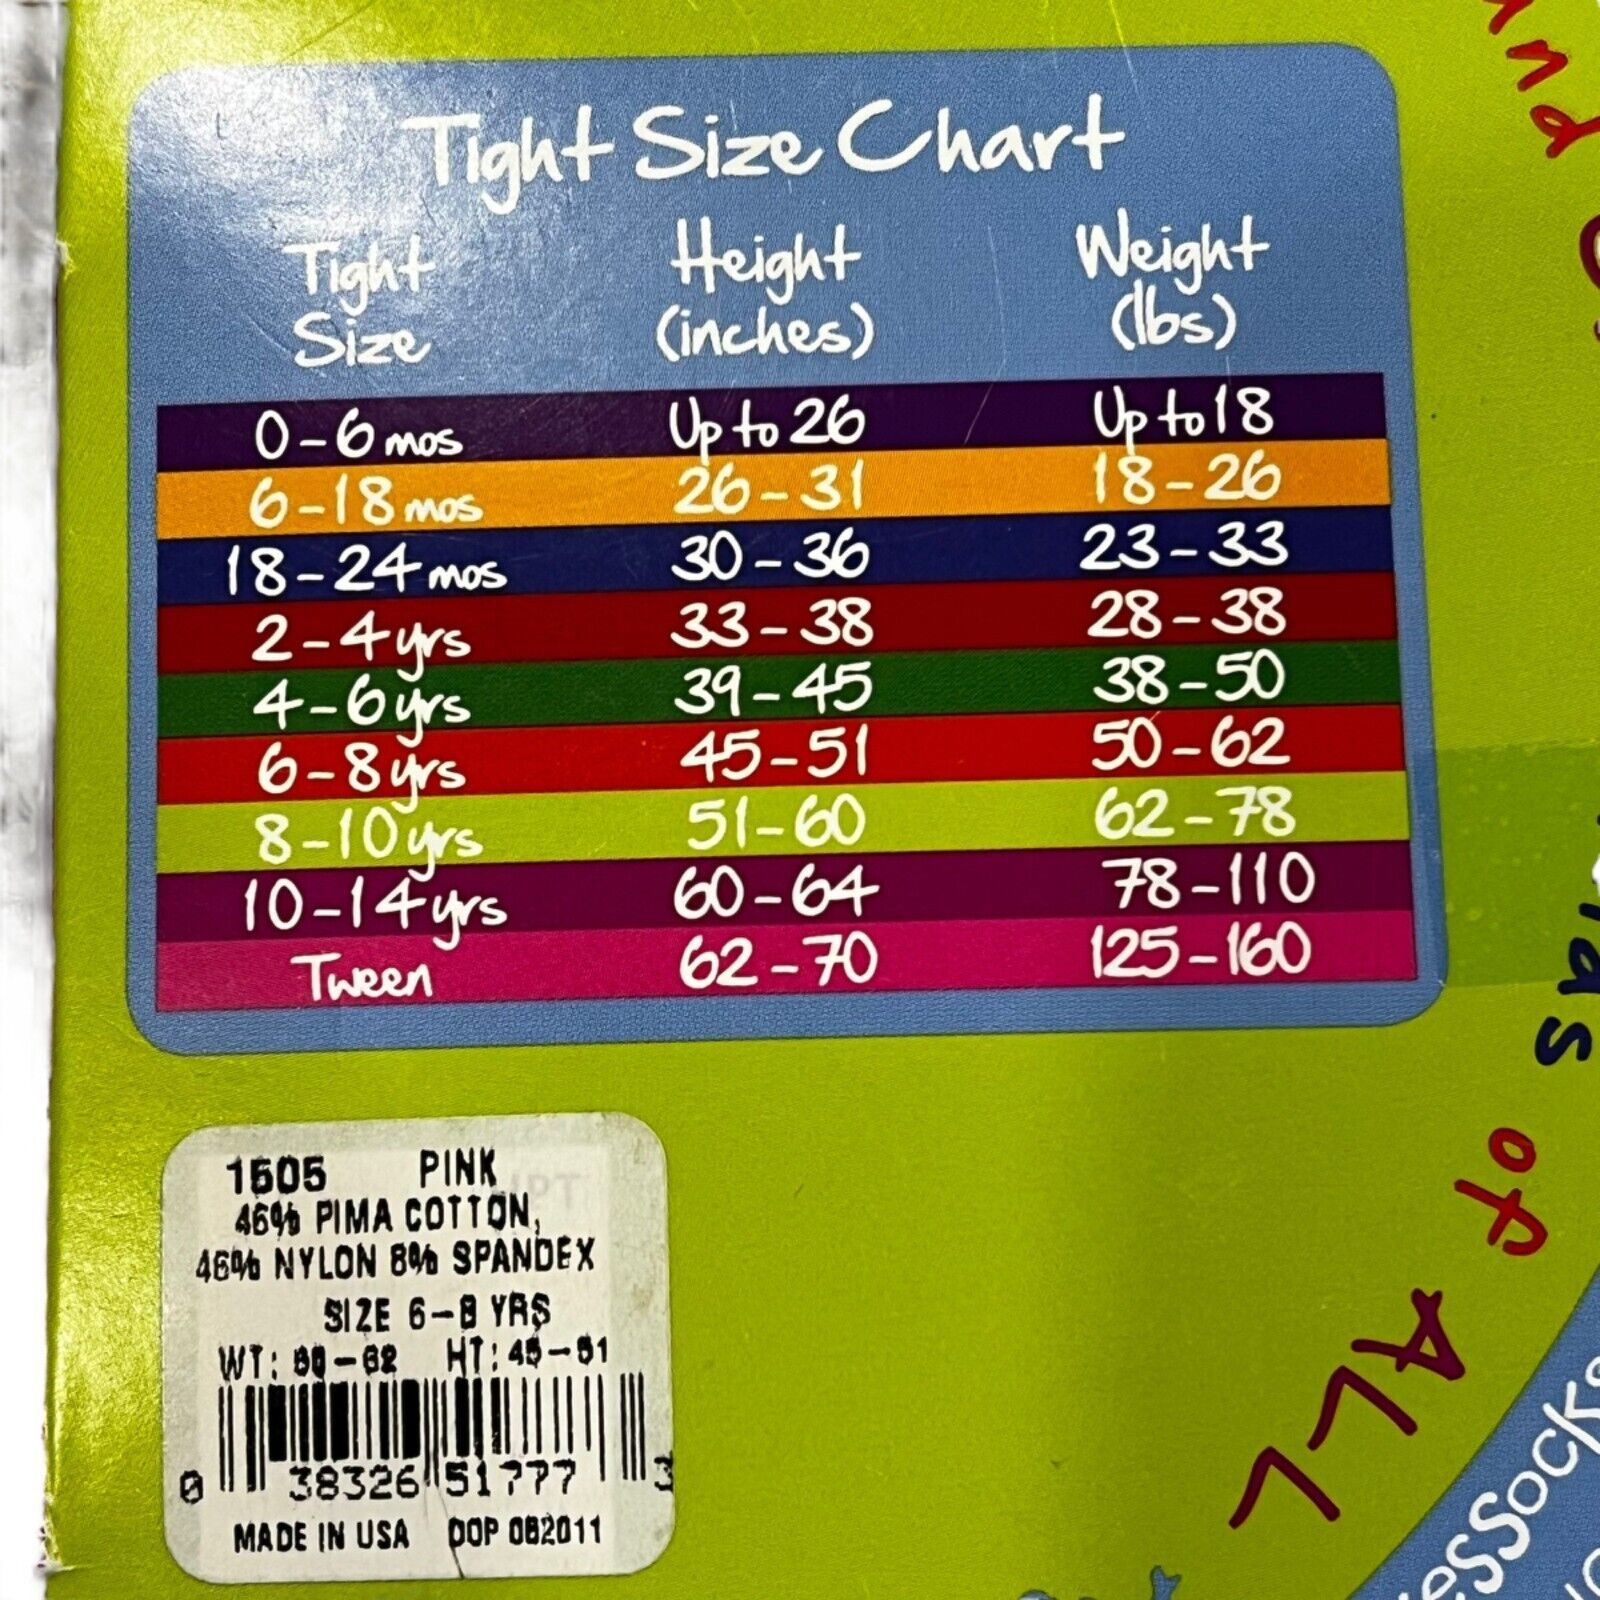 Tight Size Chart
Tight Size Height (inches) Weight (lbs)
0-6 mos Up to 26 Up to 18
6-18 mos 26-31 18-26
18-24 mos 30-36 23-33
2-4 yrs 33-38 28-38
4-6 yrs 39-45 38-50
6-8 yrs 45-51 50-62
8-10 yrs 51-60 62-78
10-14 yrs 60-64 78-110
Tween 62-70 125-160
1505 PINK
46% PIMA COTTON,
46% NYLON 8% SPANDEX
SIZE 6-8 YRS
WT: 50-62 HT: 45-51
0 38326 51777 3
MADE IN USA DOP 082011
of
ALL